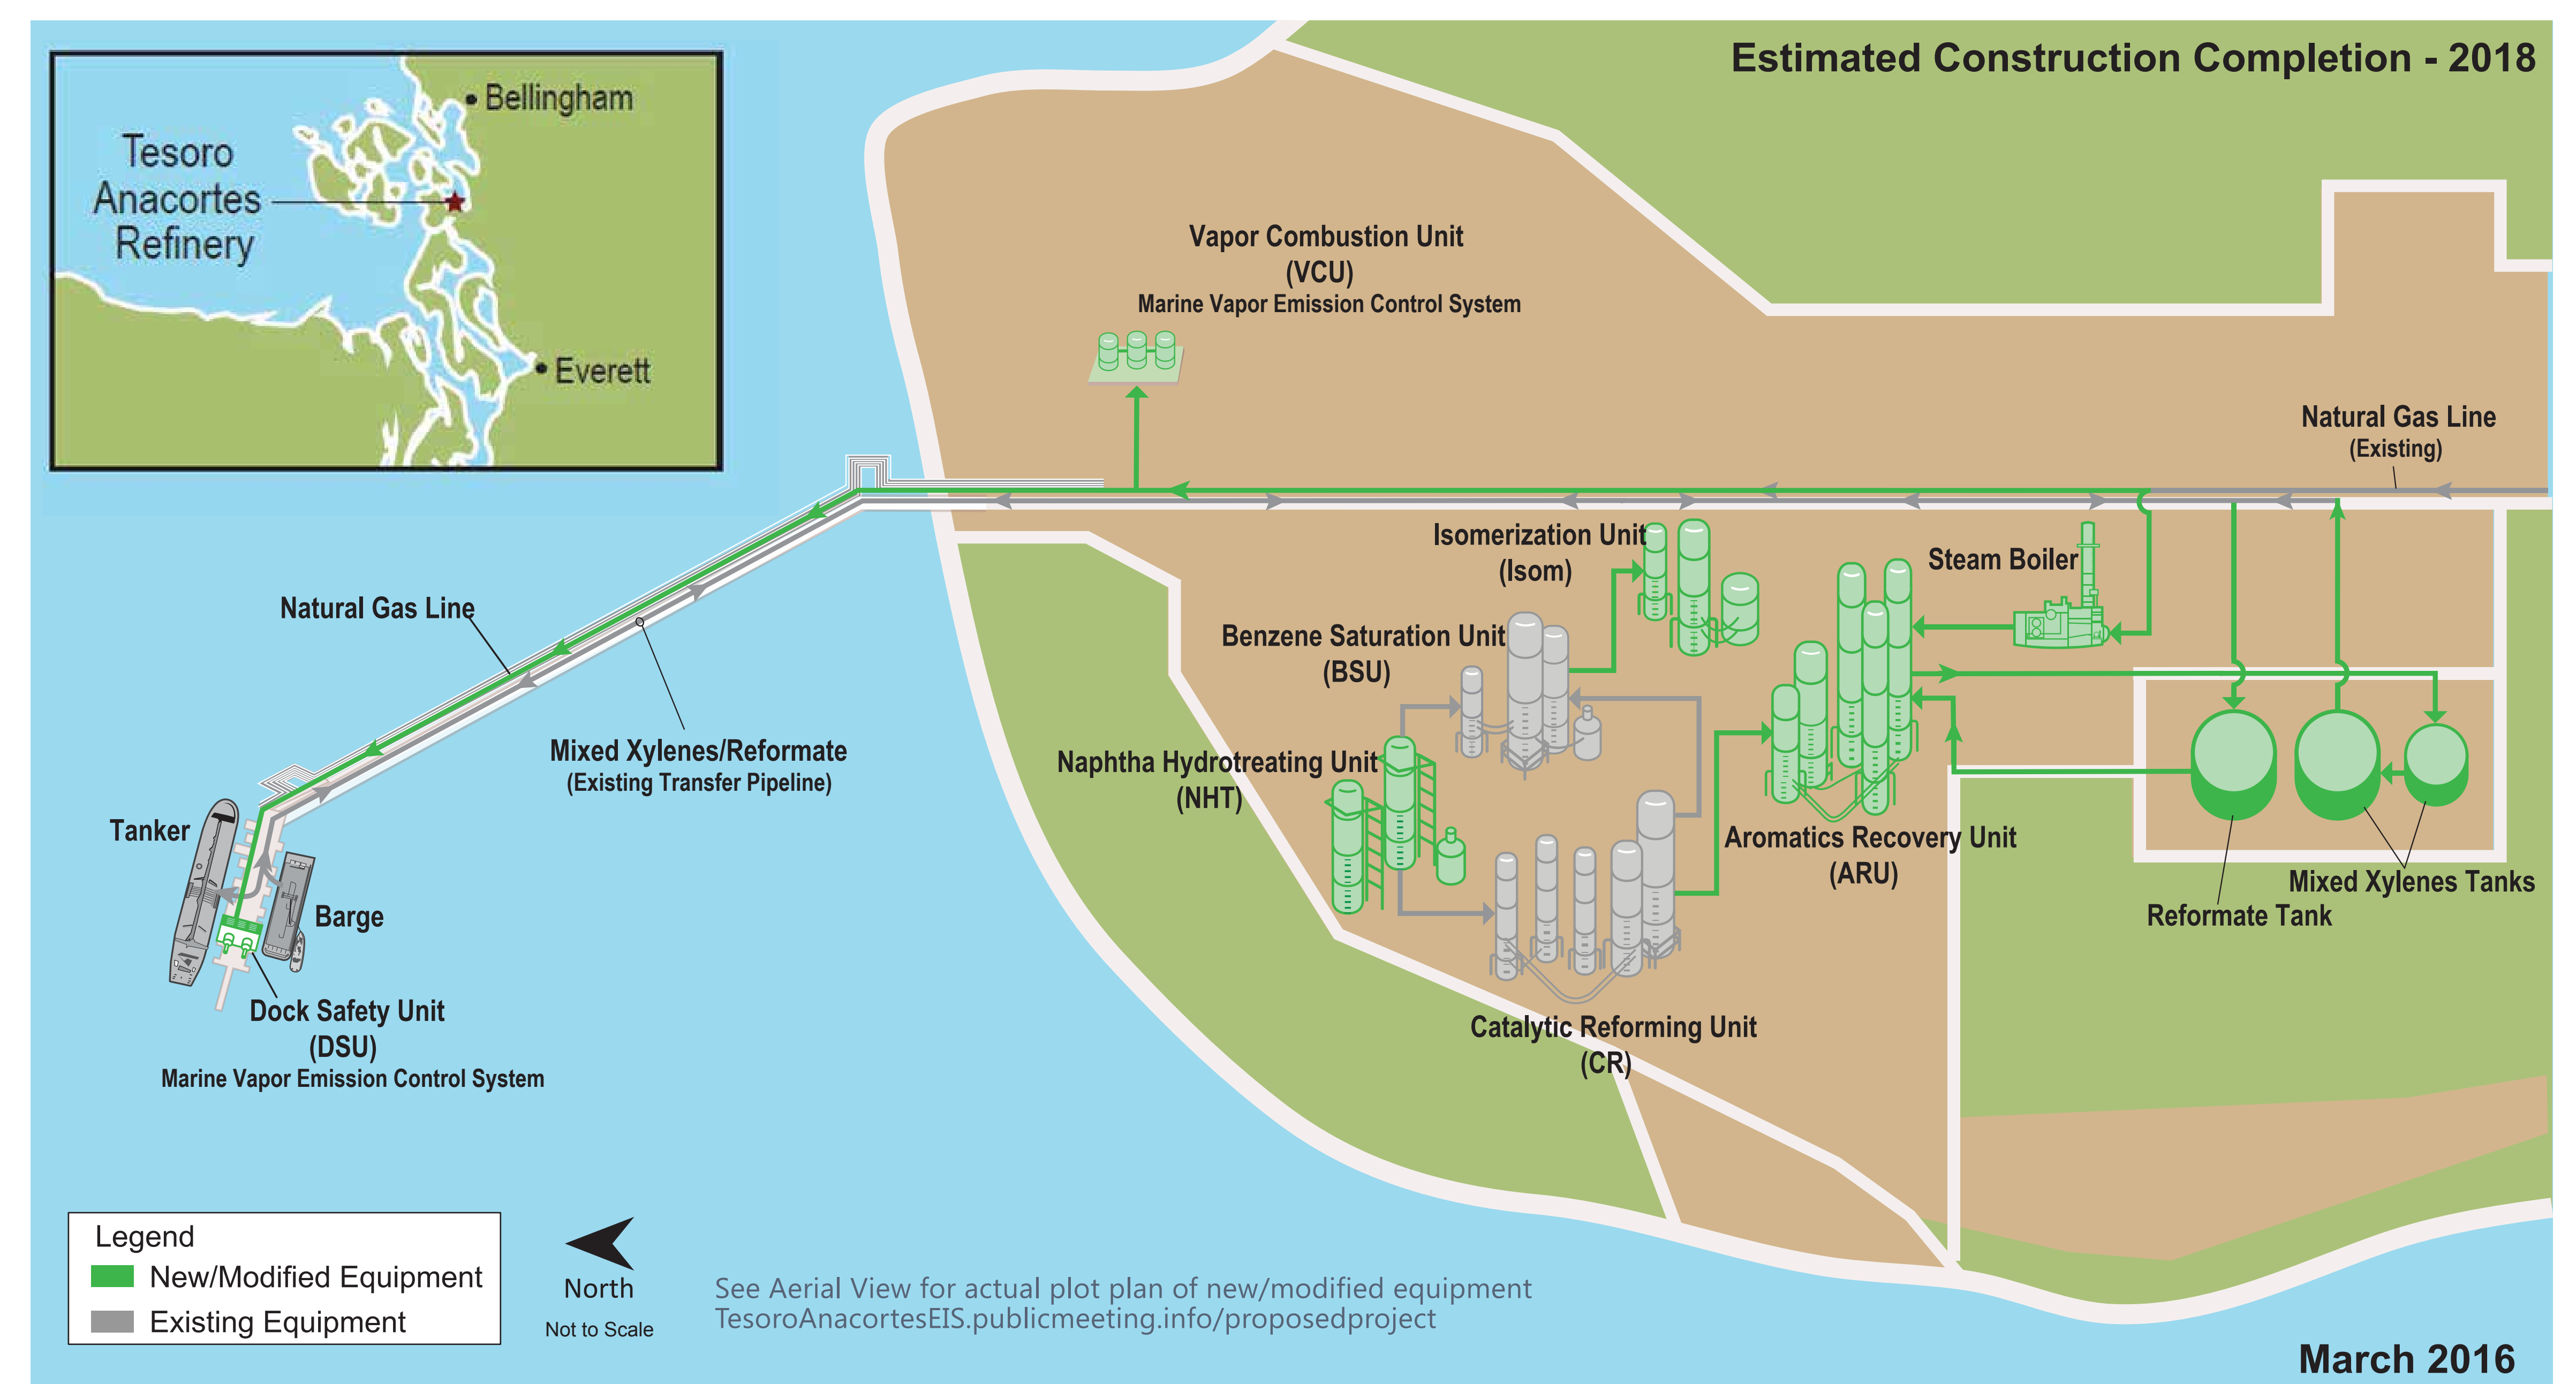 Estimated Construction Completion - 2018
Bellingham
Tesoro
Anacortes
Refinery
Everett
Vapor Combustion Unit
(VCU)
Marine Vapor Emission Control System
Natural Gas Line
(Existing)
Isomerization Unit
(Isom)
Steam Boiler
Natural Gas Line
Benzene Saturation Unit
(BSU)
Mixed Xylenes/Reformate
(Existing Transfer Pipeline)
Naphtha Hydrotreating Unit
(NHT)
Tanker
Barge
Aromatics Recovery Unit
(ARU)
Mixed Xylenes Tanks
Reformate Tank
Dock Safety Unit
(DSU)
Marine Vapor Emission Control System
Catalytic Reforming Unit
(CR)
Legend
New/Modified Equipment
Existing Equipment
North
Not to Scale
See Aerial View for actual plot plan of new/modified equipment
TesoroAnacortesEIS.publicmeeting.info/proposedproject
March 2016